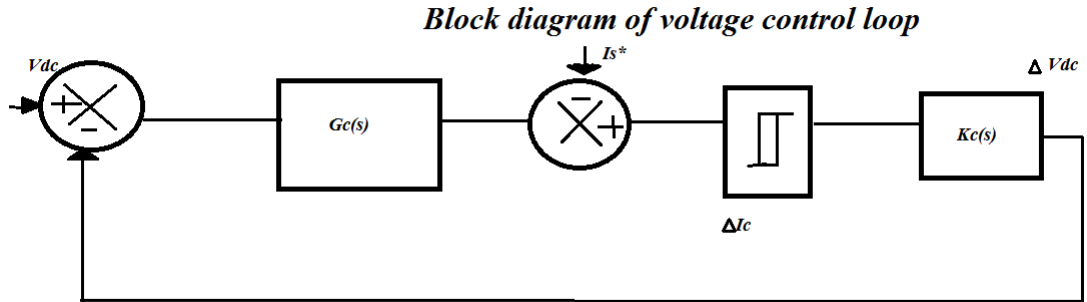 Block diagram of voltage control loop
Vdc
+
-
Gc(s)
Is*
-
+
ΔIc
Kc(s)
Δ Vdc